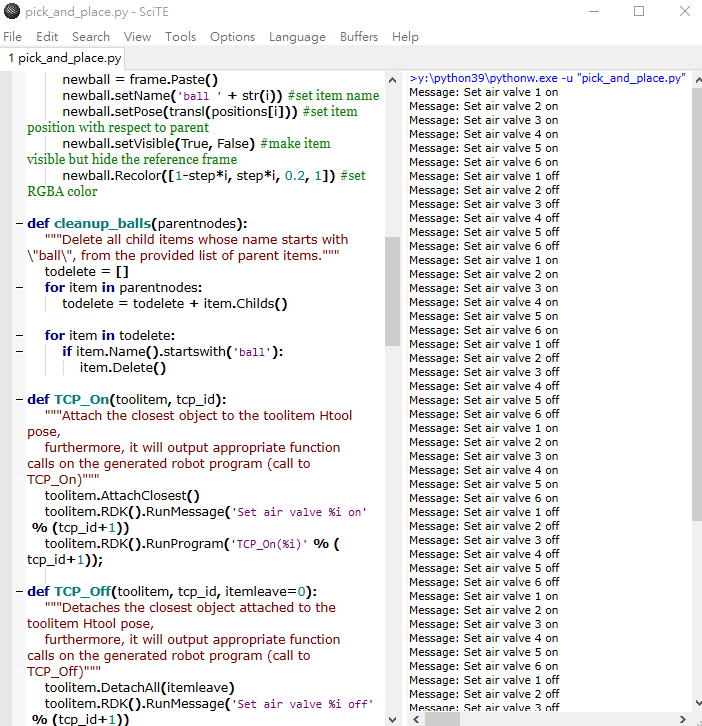 pick_and_place.py - SciTE
File Edit Search View Tools Options Language Buffers Help
1 pick_and_place.py
newball = frame.Paste()
newball.setName('ball ' + str(i)) #set item name
newball.setPose(transl(positions[i])) #set item
position with respect to parent
newball.setVisible(True, False) #make item
visible but hide the reference frame
newball.Recolor([1-step*i, step*i, 0.2, 1]) #set
RGBA color
def cleanup_balls(parentnodes):
"""Delete all child items whose name starts with
\"ball\", from the provided list of parent items."""
todelete = []
for item in parentnodes:
todelete = todelete + item.Childs()
for item in todelete:
if item.Name().startswith('ball'):
item.Delete()
def TCP_On(toolitem, tcp_id):
"""Attach the closest object to the toolitem Htool
pose,
furthermore, it will output appropriate function
calls on the generated robot program (call to
TCP_On)"""
toolitem.AttachClosest()
toolitem.RDK().RunMessage('Set air valve %i on'
% (tcp_id+1))
toolitem.RDK().RunProgram('TCP_On(%i)' % (
tcp_id+1));
def TCP_Off(toolitem, tcp_id, itemleave=0):
"""Detaches the closest object attached to the
toolitem Htool pose,
furthermore, it will output appropriate function
calls on the generated robot program (call to
TCP_Off)"""
toolitem.DetachAll(itemleave)
toolitem.RDK().RunMessage('Set air valve %i off'
% (tcp_id+1))
>y:\python39\pythonw.exe -u "pick_and_place.py"
Message: Set air valve 1 on
Message: Set air valve 2 on
Message: Set air valve 3 on
Message: Set air valve 4 on
Message: Set air valve 5 on
Message: Set air valve 6 on
Message: Set air valve 1 off
Message: Set air valve 2 off
Message: Set air valve 3 off
Message: Set air valve 4 off
Message: Set air valve 5 off
Message: Set air valve 6 off
Message: Set air valve 1 on
Message: Set air valve 2 on
Message: Set air valve 3 on
Message: Set air valve 4 on
Message: Set air valve 5 on
Message: Set air valve 6 on
Message: Set air valve 1 off
Message: Set air valve 2 off
Message: Set air valve 3 off
Message: Set air valve 4 off
Message: Set air valve 5 off
Message: Set air valve 6 off
Message: Set air valve 1 on
Message: Set air valve 2 on
Message: Set air valve 3 on
Message: Set air valve 4 on
Message: Set air valve 5 on
Message: Set air valve 6 on
Message: Set air valve 1 off
Message: Set air valve 2 off
Message: Set air valve 3 off
Message: Set air valve 4 off
Message: Set air valve 5 off
Message: Set air valve 6 off
Message: Set air valve 1 on
Message: Set air valve 2 on
Message: Set air valve 3 on
Message: Set air valve 4 on
Message: Set air valve 5 on
Message: Set air valve 6 on
Message: Set air valve 1 off
Message: Set air valve 2 off
Message: Set air valve 3 off